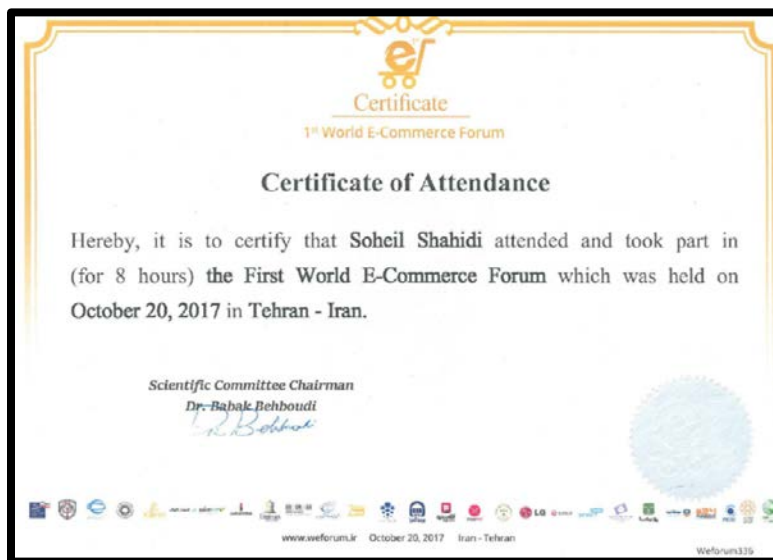 Certificate
1st World E-Commerce Forum
Certificate of Attendance
Hereby, it is to certify that Soheil Shahidi attended and took part in
(for 8 hours) the First World E-Commerce Forum which was held on
October 20, 2017 in Tehran - Iran.
Scientific Committee Chairman
Dr. Babak Behboudi
LG
www.weforum.ir October 20, 2017 Iran - Tehran
Weforum336